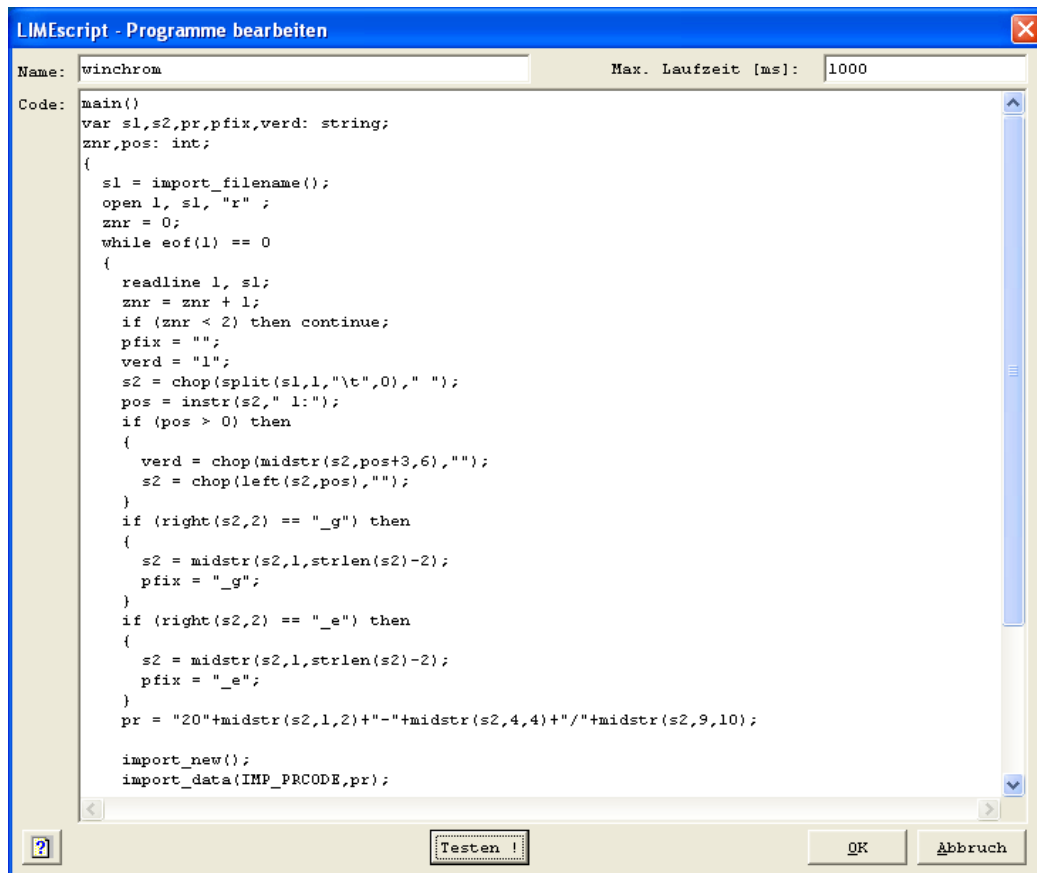 LIMEscript - Programme bearbeiten
Name: winchrom Max. Laufzeit [ms]: 1000
Code: main()
var s1,s2,pr,pfix,verd: string;
znr,pos: int;
{
s1 = import_filename();
open 1, s1, "r" ;
znr = 0;
while eof(1) == 0
{
readline 1, s1;
znr = znr + 1;
if (znr < 2) then continue;
pfix = "";
verd = "1";
s2 = chop(split(s1,1,"\t",0)," ");
pos = instr(s2," 1:");
if (pos > 0) then
{
verd = chop(midstr(s2,pos+3,6),"");
s2 = chop(left(s2,pos),"");
}
if (right(s2,2) == "_g") then
{
s2 = midstr(s2,1,strlen(s2)-2);
pfix = "_g";
}
if (right(s2,2) == "_e") then
{
s2 = midstr(s2,1,strlen(s2)-2);
pfix = "_e";
}
pr = "20"+midstr(s2,1,2)+"-"+midstr(s2,4,4)+"/"+midstr(s2,9,10);
import_new();
import_data(IMP_PRCODE,pr);
Testen ! OK Abbruch